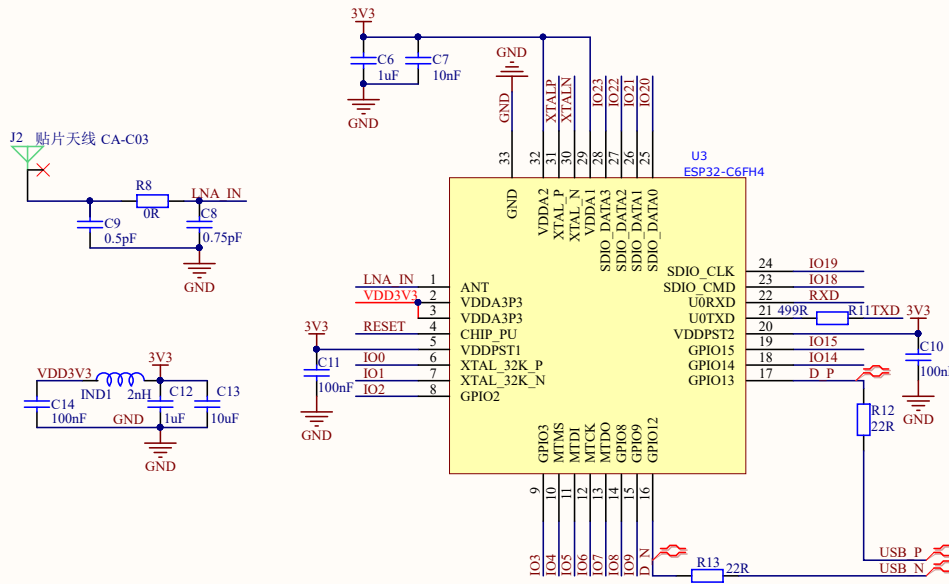 3V3
C6
1uF
C7
10nF
GND
GND
GND
33
32
XTALP
31
XTALN
30
29
IO23
28
IO22
27
IO21
26
IO20
25
U3
ESP32-C6FH4
J2 贴片天线 CA-C03
R8
0R
LNA_IN
C9
0.5pF
C8
0.75pF
GND
GND
VDDA2
XTAL_P
XTAL_N
VDDA1
SDIO_DATA3
SDIO_DATA2
SDIO_DATA1
SDIO_DATA0
LNA_IN 1 ANT
VDD3V3 2 VDDA3P3
3 VDDA3P3
RESET 4 CHIP_PU
3V3
5 VDDPST1
IO0 6 XTAL_32K_P
IO1 7 XTAL_32K_N
IO2 8 GPIO2
C11
100nF
GND
SDIO_CLK 24 IO19
SDIO_CMD 23 IO18
U0RXD 22 RXD
U0TXD 21 499R R11 TXD
VDDPST2 20
3V3
GPIO15 19 IO15
GPIO14 18 IO14
GPIO13 17 D_P
C10
GND
R12
22R
VDD3V3
IND1
2nH
3V3
C14
100nF
GND
C12
1uF
C13
10uF
GND
GPIO3
MTMS
MTDI
MTCK
MTDO
GPIO8
GPIO9
GPIO12
9
10
11
12
13
14
15
16
IO3
IO4
IO5
IO6
IO7
IO8
IO9
D_N
R13
22R
USB_P
USB_N